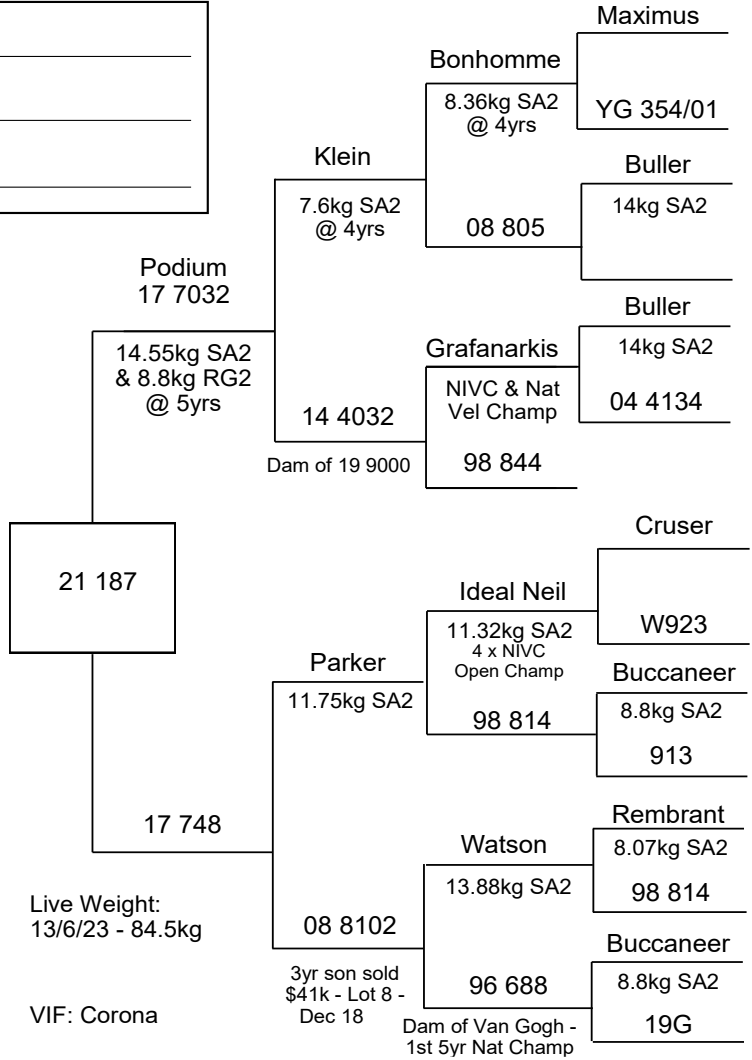 Maximus
Bonhomme
8.36kg SA2
@ 4yrs
YG 354/01
Klein
Buller
7.6kg SA2
@ 4yrs
14kg SA2
08 805
Podium
17 7032
Buller
14.55kg SA2
& 8.8kg RG2
@ 5yrs
Grafanarkis
14kg SA2
NIVC & Nat
Vel Champ
04 4134
14 4032
Dam of 19 9000
98 844
Cruser
21 187
Ideal Neil
11.32kg SA2
4 x NIVC
Open Champ
W923
Parker
Buccaneer
11.75kg SA2
8.8kg SA2
98 814
913
17 748
Rembrant
Watson
8.07kg SA2
13.88kg SA2
98 814
Live Weight:
13/6/23 - 84.5kg
08 8102
Buccaneer
3yr son sold
$41k - Lot 8 -
Dec 18
96 688
8.8kg SA2
VIF: Corona
19G
Dam of Van Gogh -
1st 5yr Nat Champ